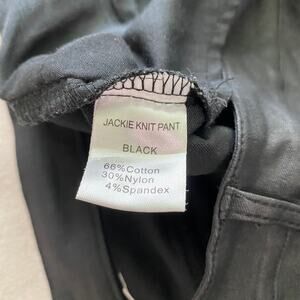 JACKIE KNIT PANT
BLACK
66%Cotton
30%Nylon
4%Spandex